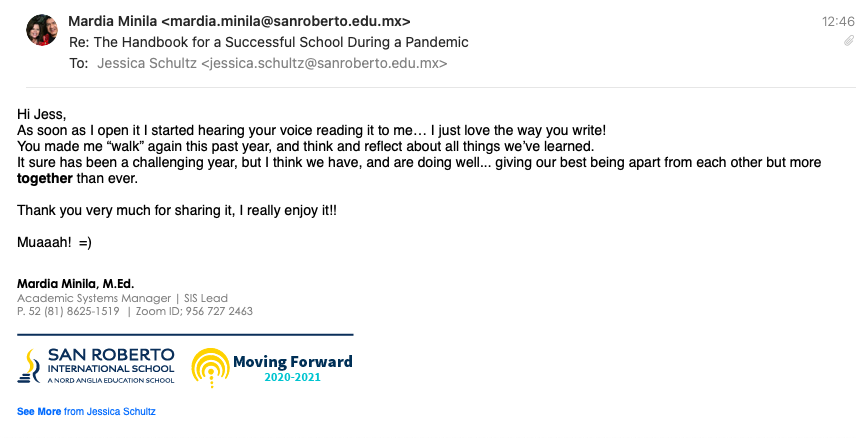 Mardia Minila <mardia.minila@sanroberto.edu.mx>
12:46
Re: The Handbook for a Successful School During a Pandemic
To: Jessica Schultz <jessica.schultz@sanroberto.edu.mx>
Hi Jess,
As soon as I open it I started hearing your voice reading it to me… I just love the way you write!
You made me “walk” again this past year, and think and reflect about all things we’ve learned.
It sure has been a challenging year, but I think we have, and are doing well... giving our best being apart from each other but more
together than ever.
Thank you very much for sharing it, I really enjoy it!!
Muaaah! =)
Mardia Minila, M.Ed.
Academic Systems Manager | SIS Lead
P. 52 (81) 8625-1519 | Zoom ID; 956 727 2463
SAN ROBERTO
INTERNATIONAL SCHOOL
A NORD ANGLIA EDUCATION SCHOOL
Moving Forward
2020-2021
See More from Jessica Schultz